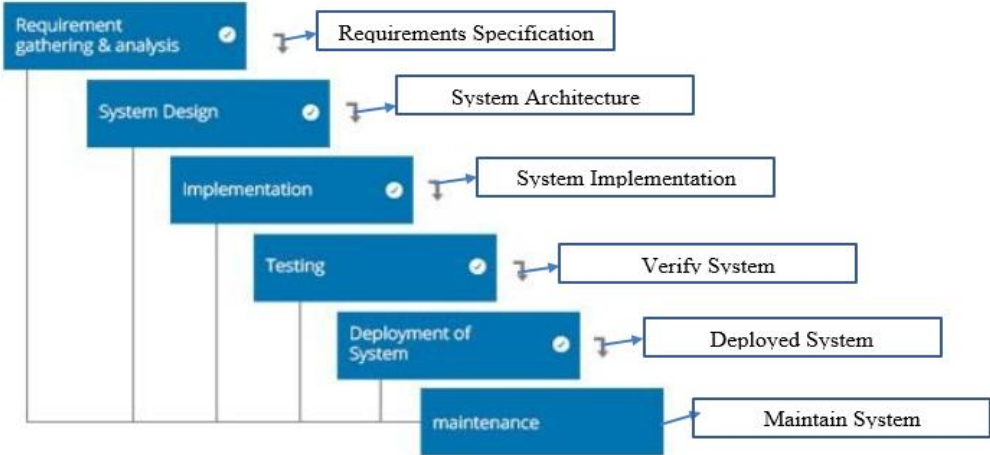 Requirement
gathering & analysis
Requirements Specification
System Design
System Architecture
Implementation
System Implementation
Testing
Verify System
Deployment of
System
Deployed System
maintenance
Maintain System